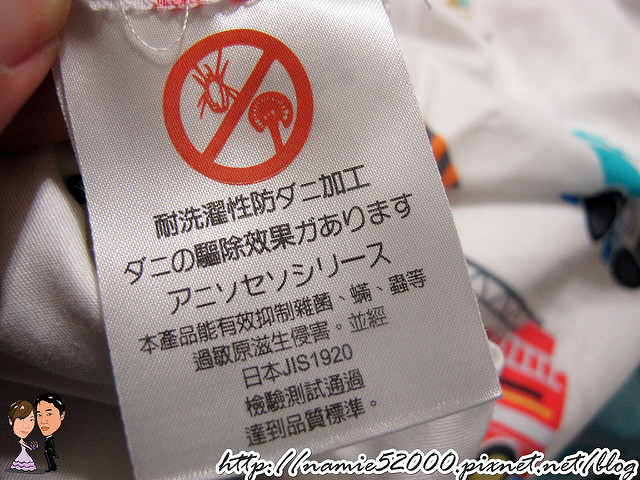 耐洗濯性防ダニ加工
ダニの驅除效果ガあります
アニソセソシリース
本產品能有效抑制雜菌、蟎、蟲等
過敏原滋生侵害。並經
日本JIS1920
檢驗測試通過
達到品質標準。
http://namie52000.pixnet.net/blog